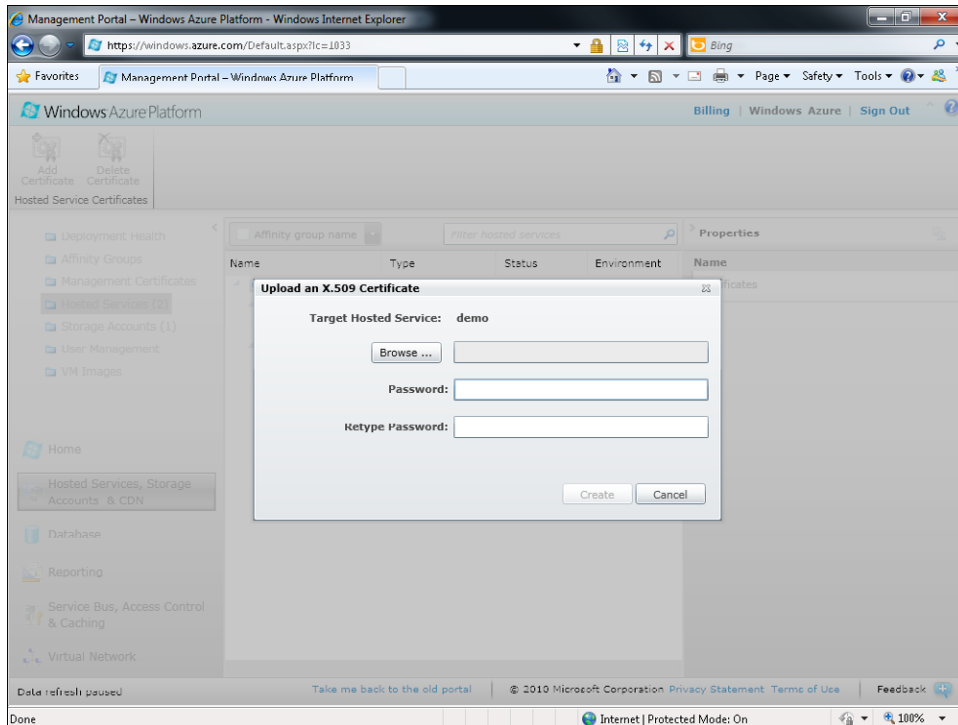 Management Portal – Windows Azure Platform - Windows Internet Explorer
https://windows.azure.com/Default.aspx?lc=1033
Bing
Favorites
Management Portal – Windows Azure Platform
Page
Safety
Tools
Windows Azure Platform
Billing | Windows Azure | Sign Out
Add Certificate
Delete Certificate
Hosted Service Certificates
Deployment Health
Affinity Groups
Management Certificates
Hosted Services (2)
Storage Accounts (1)
User Management
VM Images
Home
Hosted Services, Storage
Accounts & CDN
Database
Reporting
Service Bus, Access Control
& Caching
Virtual Network
Affinity group name
Filter hosted services
Properties
Name Type Status Environment
Name
ficates
Upload an X.509 Certificate
Target Hosted Service: demo
Browse ...
Password:
Retype Password:
Create
Cancel
Data refresh paused
Take me back to the old portal
© 2010 Microsoft Corporation Privacy Statement Terms of Use
Feedback
Done
Internet | Protected Mode: On
100%